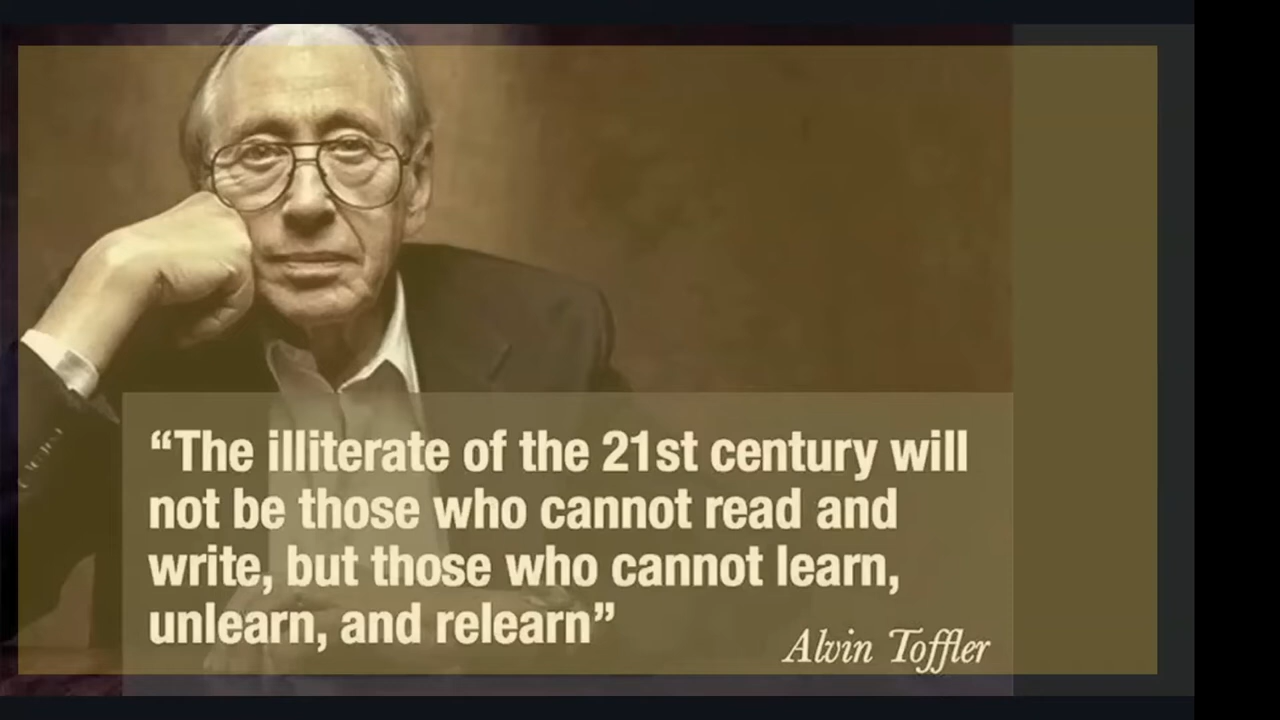 “The illiterate of the 21st century will
not be those who cannot read and
write, but those who cannot learn,
unlearn, and relearn”
Alvin Toffler